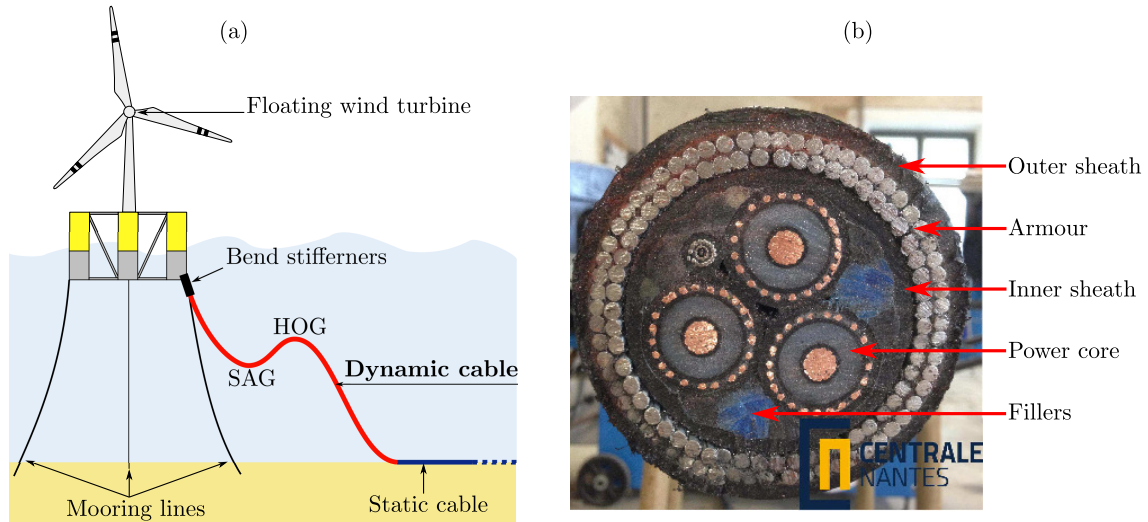 (a)
Floating wind turbine
Bend stifferners
HOG
SAG
Dynamic cable
Static cable
Mooring lines
(b)
Outer sheath
Armour
Inner sheath
Power core
Fillers
CENTRALE
NANTES